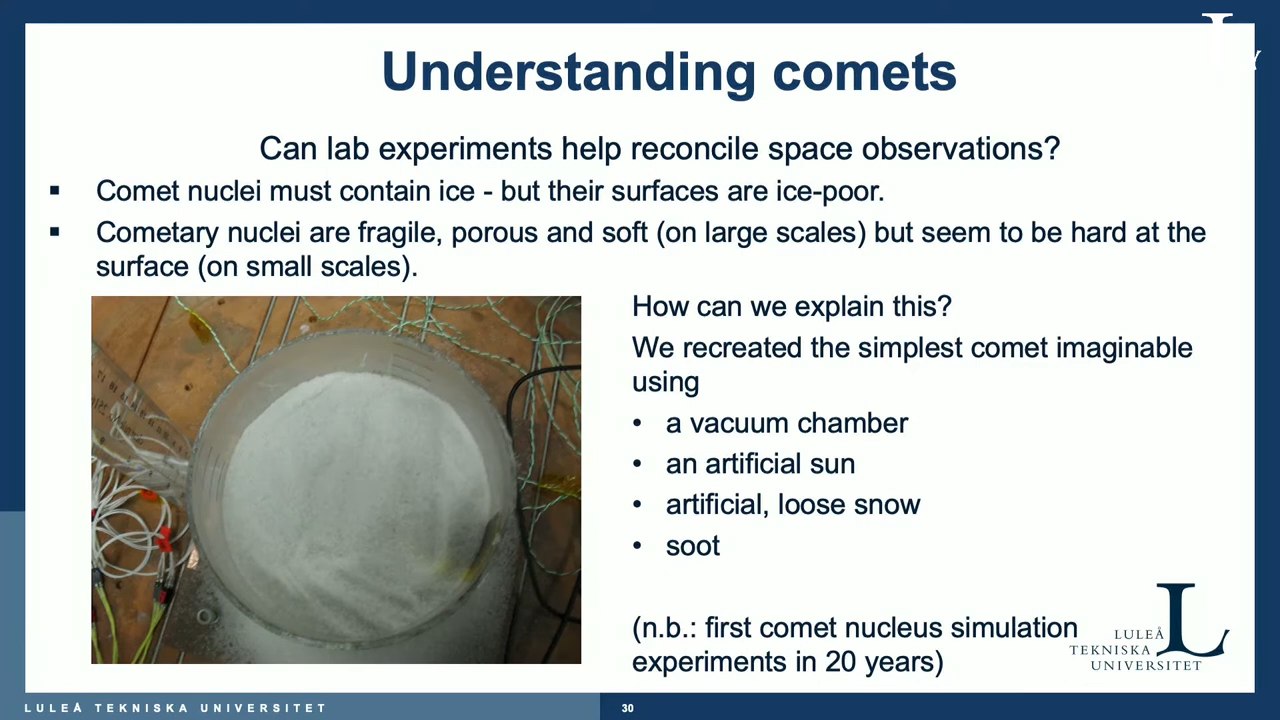 Understanding comets
Can lab experiments help reconcile space observations?
▪ Comet nuclei must contain ice - but their surfaces are ice-poor.
▪ Cometary nuclei are fragile, porous and soft (on large scales) but seem to be hard at the
surface (on small scales).
How can we explain this?
We recreated the simplest comet imaginable
using
• a vacuum chamber
• an artificial sun
• artificial, loose snow
• soot
(n.b.: first comet nucleus simulation
experiments in 20 years)
LULEÅ
TEKNISKA
UNIVERSITET
LULEÅ TEKNISKA UNIVERSITET
30